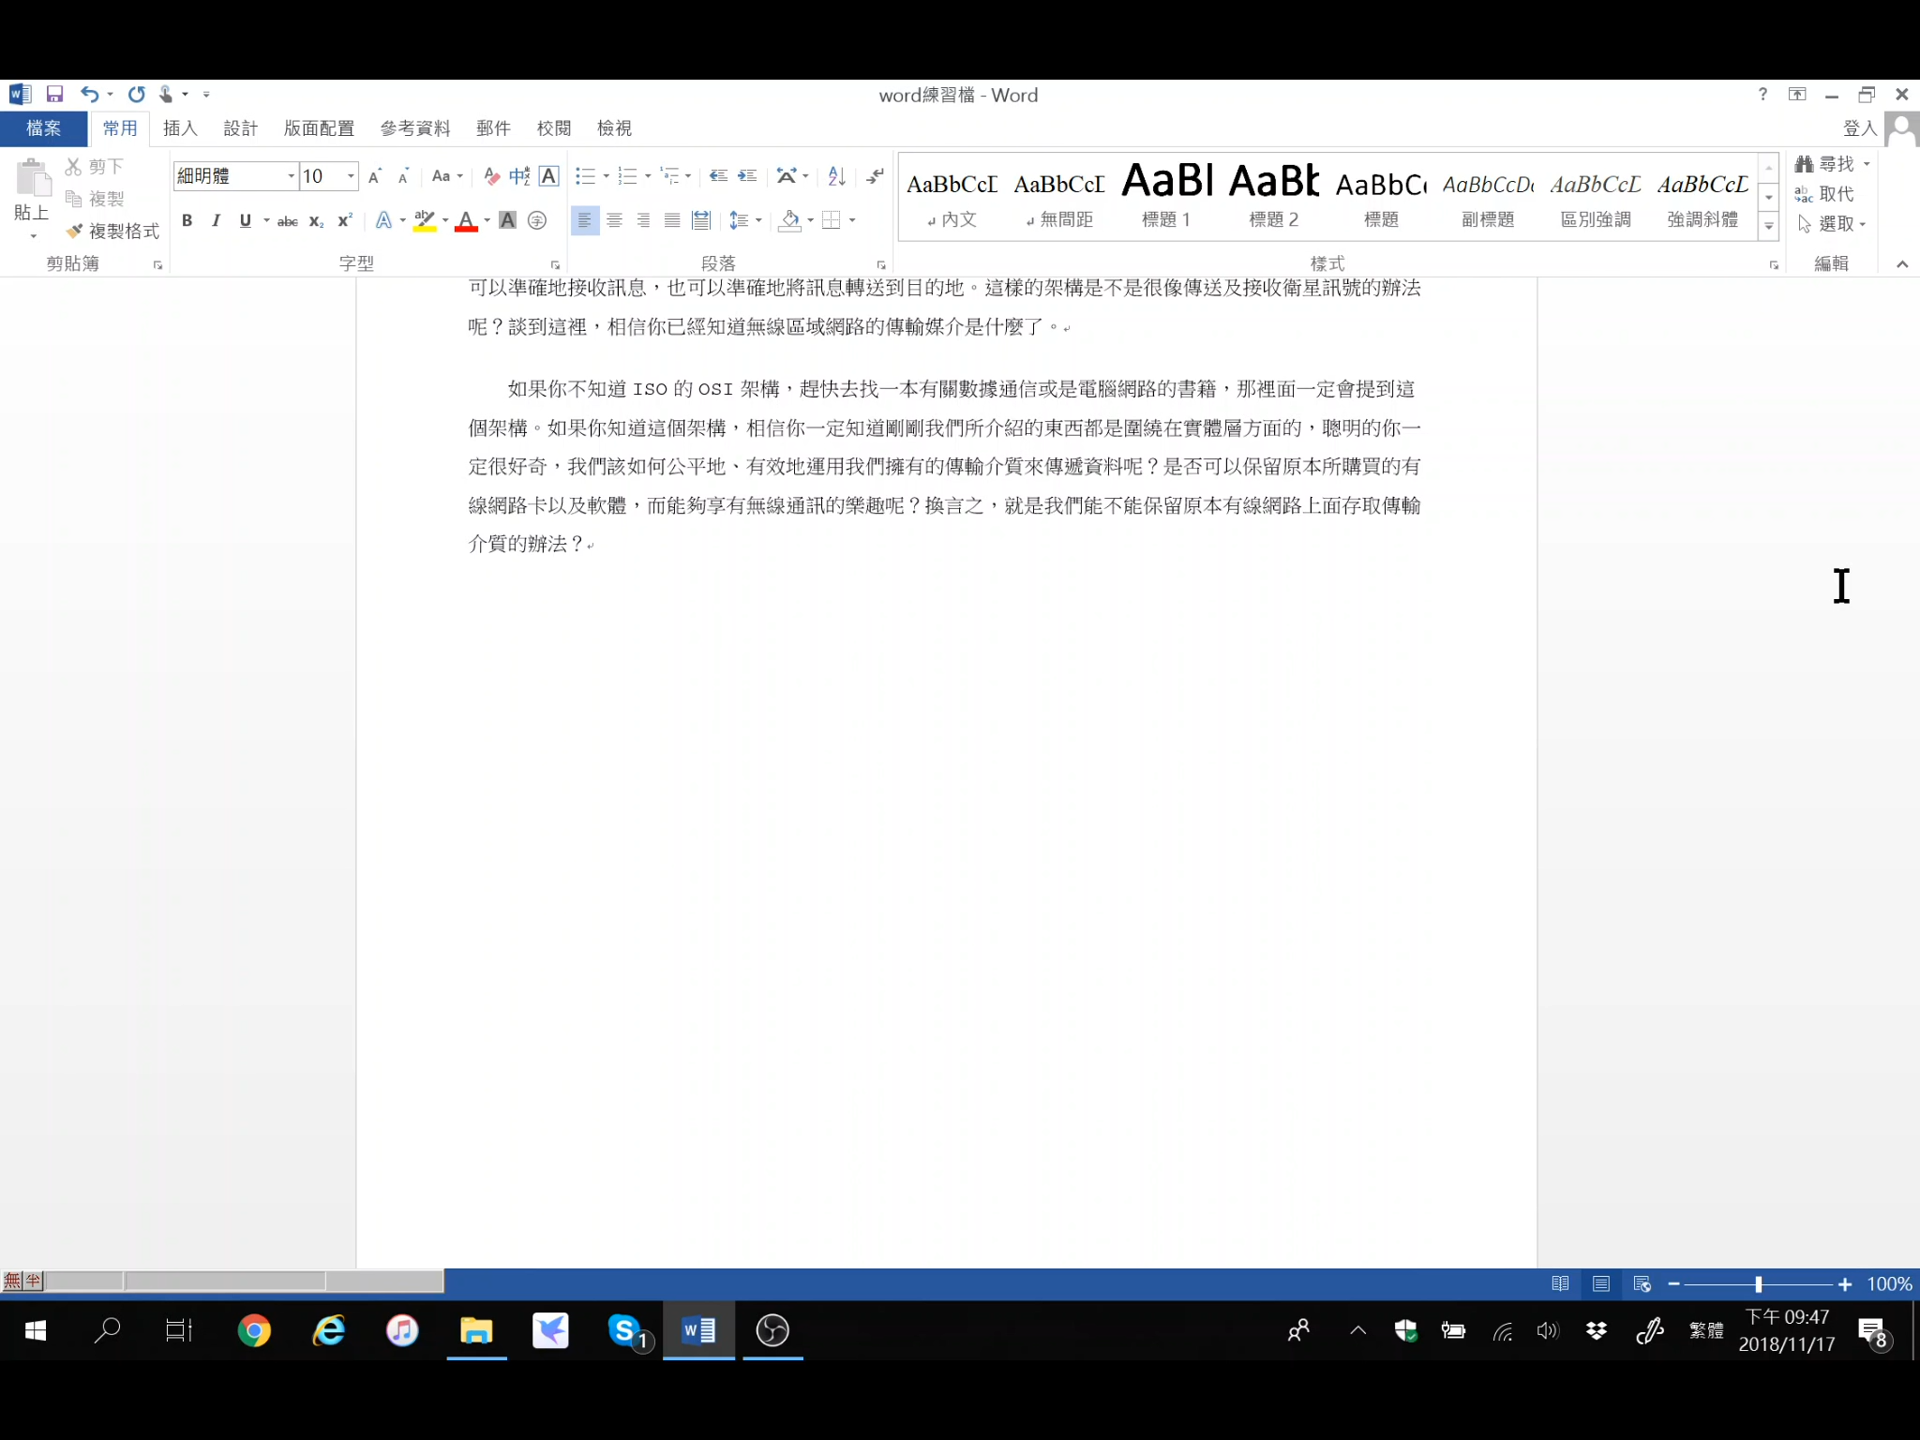 word練習檔 - Word
檔案 常用 插入 設計 版面配置 參考資料 郵件 校閱 檢視 登入
貼上 剪下 複製 複製格式 剪貼簿
細明體 10 Aa
B I U abc X₂ X² A A A 字
字型
段落
AaBbCcD AaBbCcD AaBl AaBb AaBbC AaBbCcDc AaBbCcD AaBbCcD
內文 無間距 標題 1 標題 2 標題 副標題 區別強調 強調斜體
樣式
尋找 取代 選取
編輯
可以準確地接收訊息，也可以準確地將訊息轉送到目的地。這樣的架構是不是很像傳送及接收衛星訊號的辦法
呢？談到這裡，相信你已經知道無線區域網路的傳輸媒介是什麼了。
如果你不知道 ISO 的 OSI 架構，趕快去找一本有關數據通信或是電腦網路的書籍，那裡面一定會提到這
個架構。如果你知道這個架構，相信你一定知道剛剛我們所介紹的東西都是圍繞在實體層方面的，聰明的你一
定很好奇，我們該如何公平地、有效地運用我們擁有的傳輸介質來傳遞資料呢？是否可以保留原本所購買的有
線網路卡以及軟體，而能夠享有無線通訊的樂趣呢？換言之，就是我們能不能保留原本有線網路上面存取傳輸
介質的辦法？
無 半
100%
繁體
下午 09:47
2018/11/17
1
8